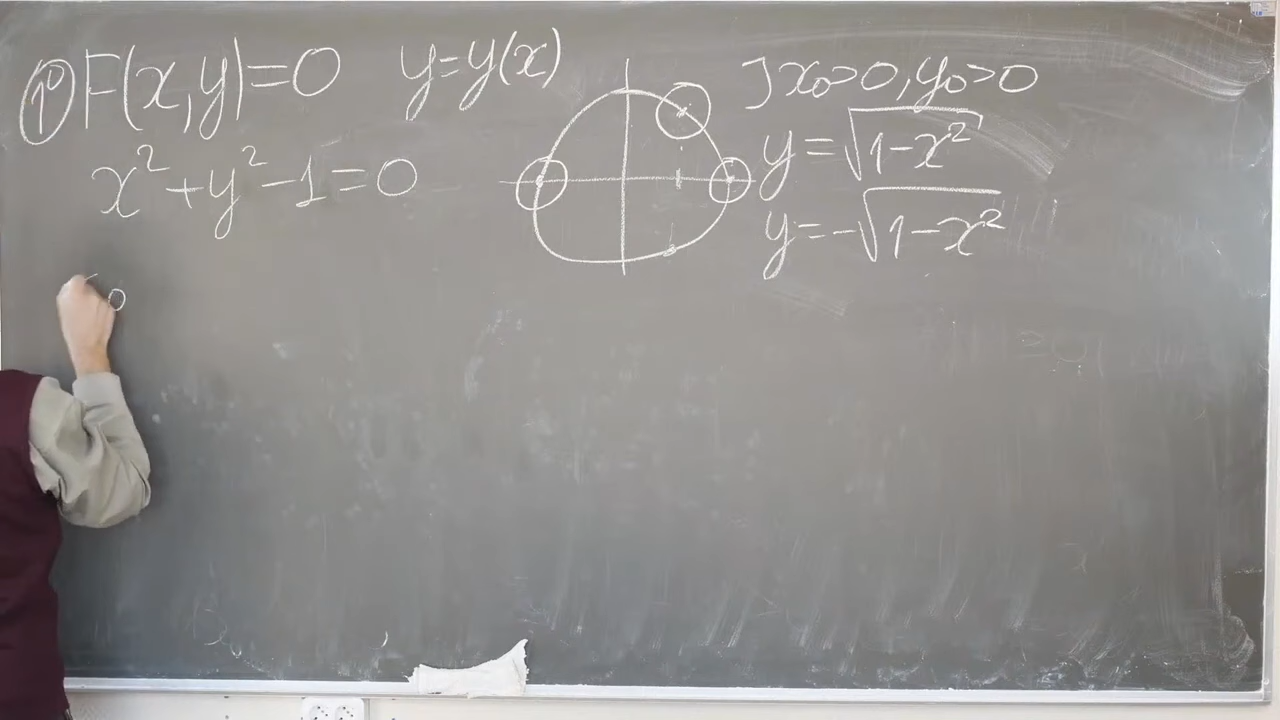 1° F(x,y)=0 y=y(x)
x²+y²-1=0
] x₀>0, y₀>0
y=√(1-x²)
y=-√(1-x²)